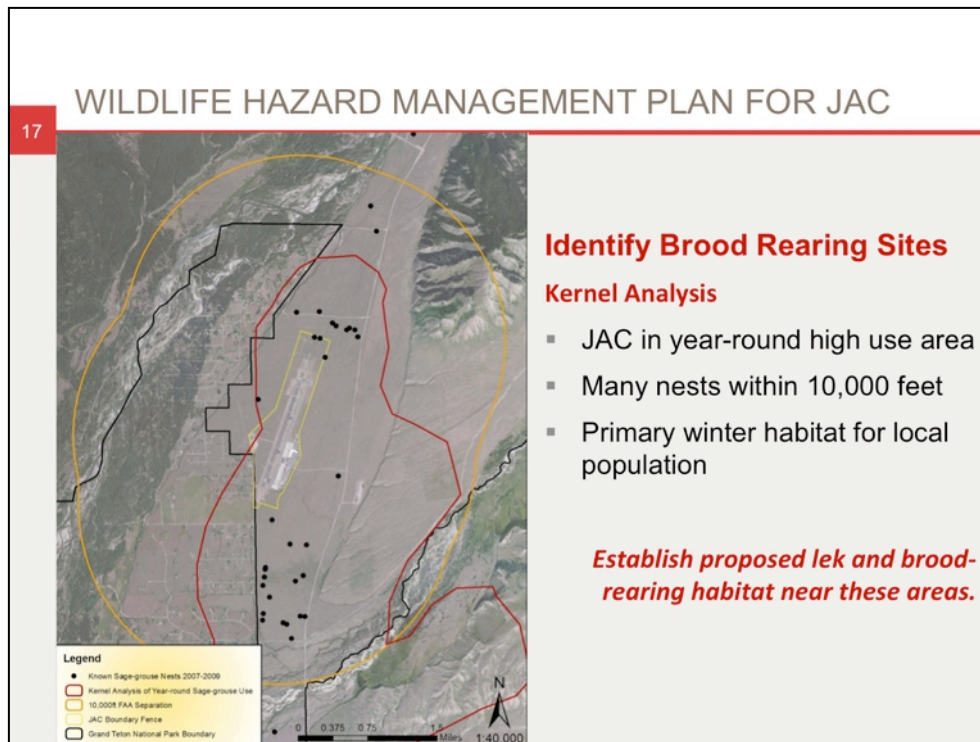 WILDLIFE HAZARD MANAGEMENT PLAN FOR JAC
17
Identify Brood Rearing Sites
Kernel Analysis
▪ JAC in year-round high use area
▪ Many nests within 10,000 feet
▪ Primary winter habitat for local
population
Establish proposed lek and brood-
rearing habitat near these areas.
Legend
Known Sage-grouse Nests 2007-2009
Kernel Analysis of Year-round Sage-grouse Use
10,000ft FAA Separation
JAC Boundary Fence
Grand Teton National Park Boundary
N
0 0.375 0.75 1.5
Miles 1:40,000